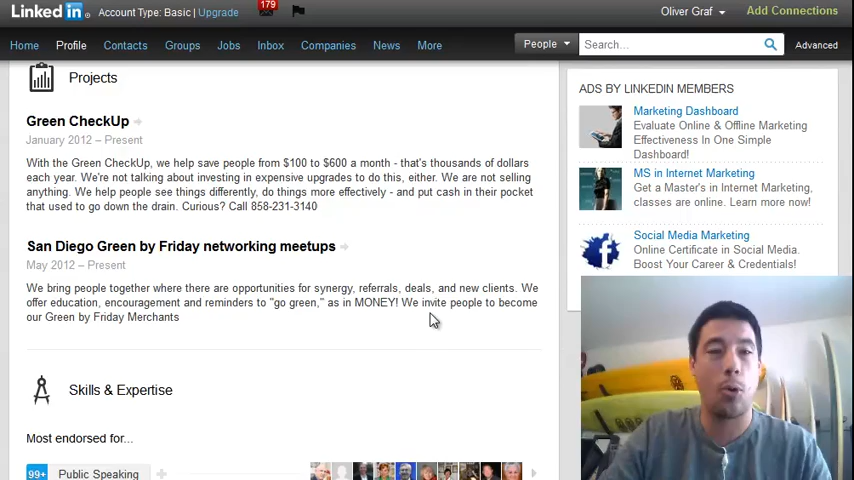 Linked in
Account Type: Basic | Upgrade
179
Oliver Graf
Add Connections
Home Profile Contacts Groups Jobs Inbox Companies News More
People Search... Advanced
Projects
Green CheckUp
January 2012 – Present
With the Green CheckUp, we help save people from $100 to $600 a month - that's thousands of dollars
each year. We're not talking about investing in expensive upgrades to do this, either. We are not selling
anything. We help people see things differently, do things more effectively - and put cash in their pocket
that used to go down the drain. Curious? Call 858-231-3140
San Diego Green by Friday networking meetups
May 2012 – Present
We bring people together where there are opportunities for synergy, referrals, deals, and new clients. We
offer education, encouragement and reminders to "go green," as in MONEY! We invite people to become
our Green by Friday Merchants
Skills & Expertise
Most endorsed for...
99+ Public Speaking
ADS BY LINKEDIN MEMBERS
Marketing Dashboard
Evaluate Online & Offline Marketing
Effectiveness In One Simple
Dashboard!
MS in Internet Marketing
Get a Master's in Internet Marketing,
classes are online. Learn more now!
Social Media Marketing
Online Certificate in Social Media.
Boost Your Career & Credentials!